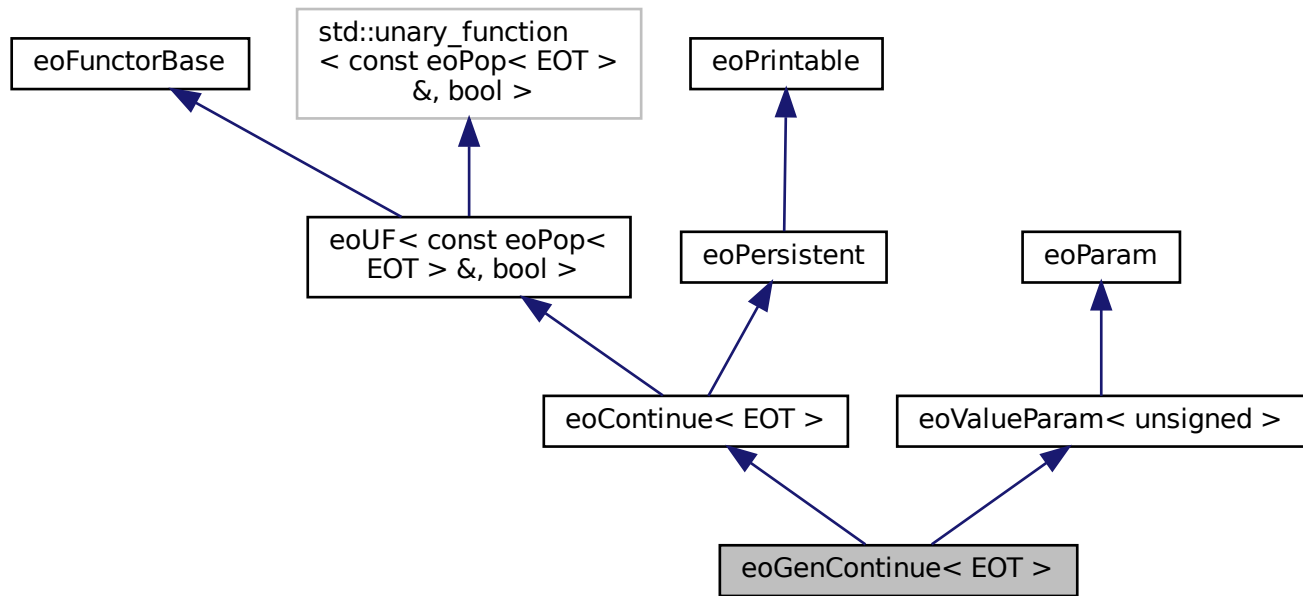 eoFunctorBase
std::unary_function
< const eoPop< EOT >
&, bool >
eoPrintable
eoUF< const eoPop<
EOT > &, bool >
eoPersistent
eoParam
eoContinue< EOT >
eoValueParam< unsigned >
eoGenContinue< EOT >